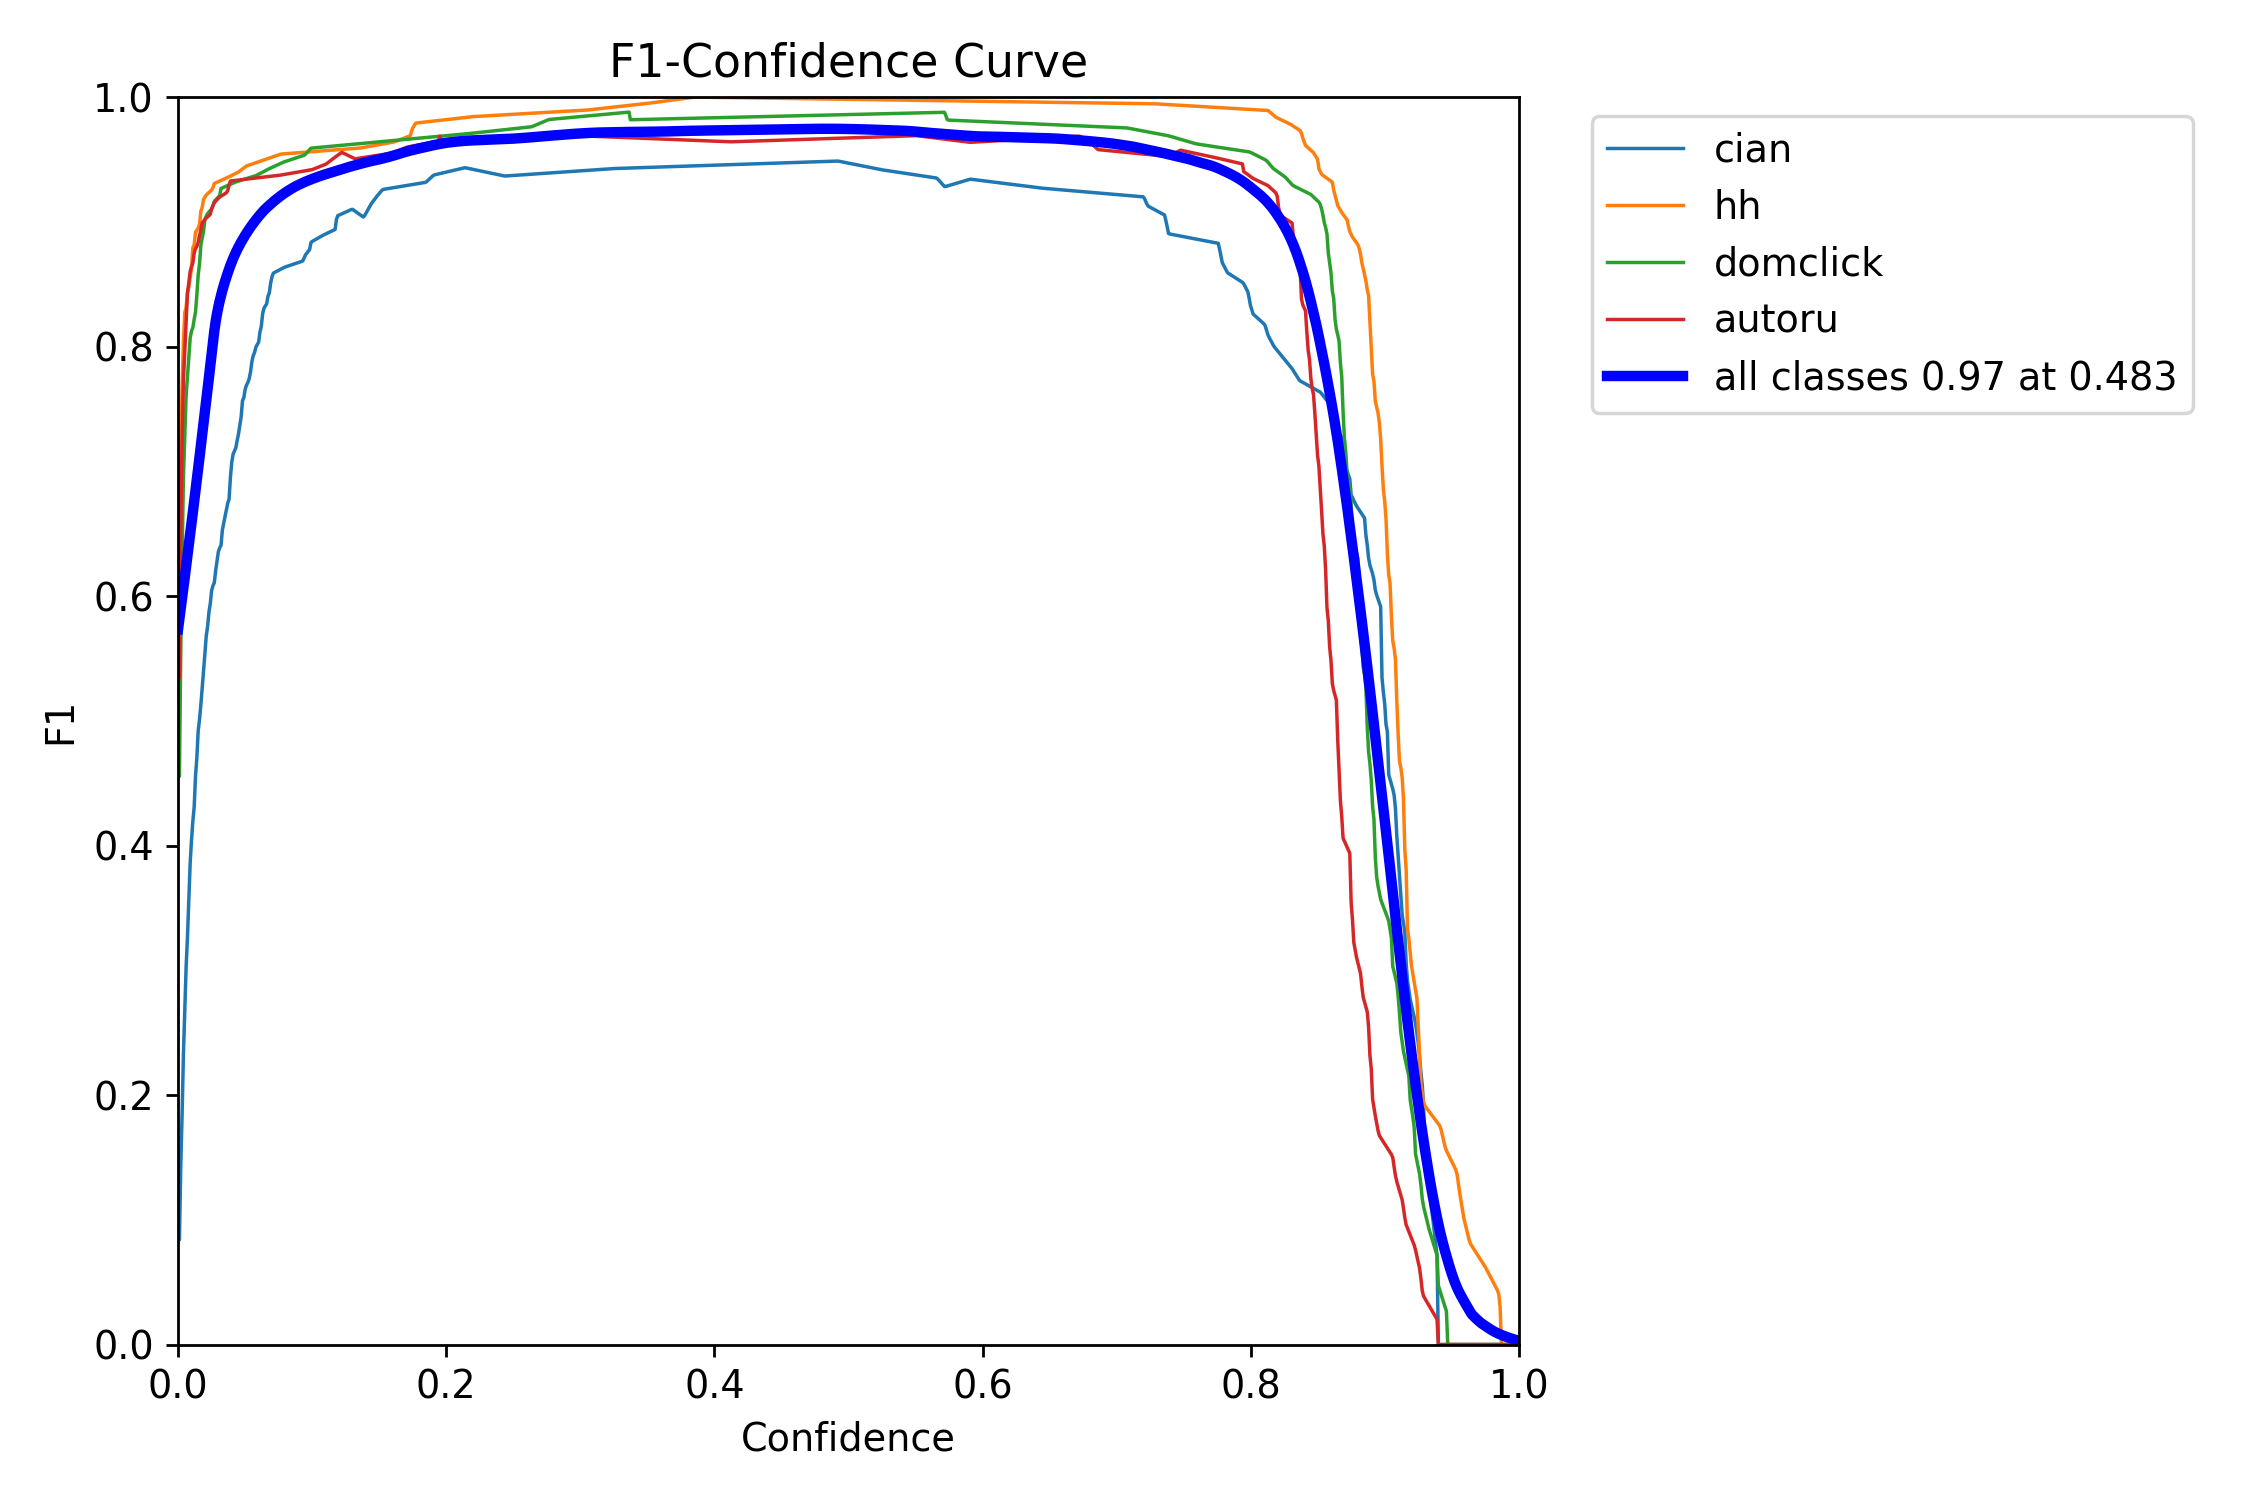 F1-Confidence Curve
1.0
0.8
0.6
0.4
0.2
0.0
F1
0.0 0.2 0.4 0.6 0.8 1.0
Confidence
cian
hh
domclick
autoru
all classes 0.97 at 0.483